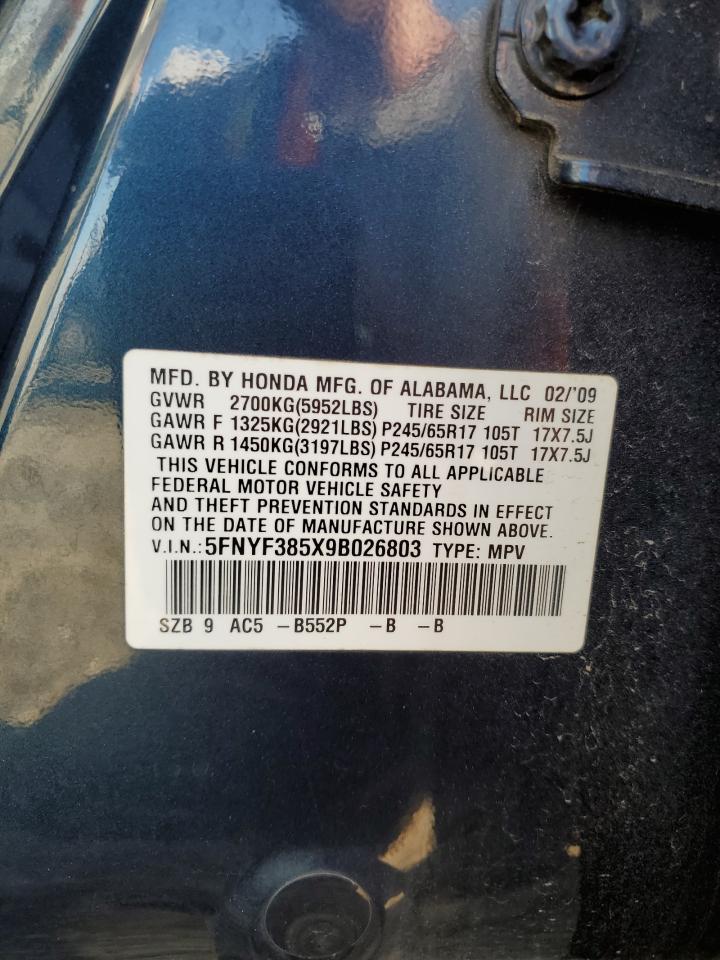 MFD. BY HONDA MFG. OF ALABAMA, LLC 02/'09
GVWR 2700KG(5952LBS) TIRE SIZE RIM SIZE
GAWR F 1325KG(2921LBS) P245/65R17 105T 17X7.5J
GAWR R 1450KG(3197LBS) P245/65R17 105T 17X7.5J
THIS VEHICLE CONFORMS TO ALL APPLICABLE
FEDERAL MOTOR VEHICLE SAFETY
AND THEFT PREVENTION STANDARDS IN EFFECT
ON THE DATE OF MANUFACTURE SHOWN ABOVE.
V.I.N.:5FNYF385X9B026803 TYPE: MPV
SZB 9 AC5 -B552P -B -B